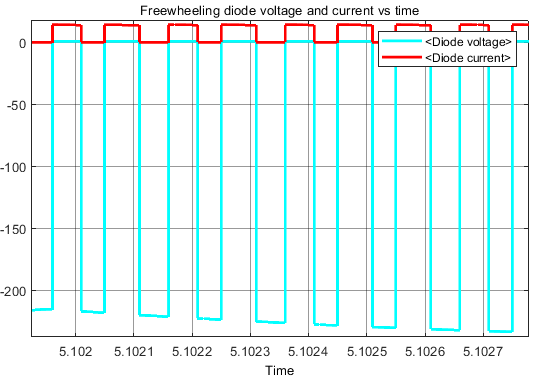 Freewheeling diode voltage and current vs time
<Diode voltage>
<Diode current>
0
-50
-100
-150
-200
5.102 5.1021 5.1022 5.1023 5.1024 5.1025 5.1026 5.1027
Time